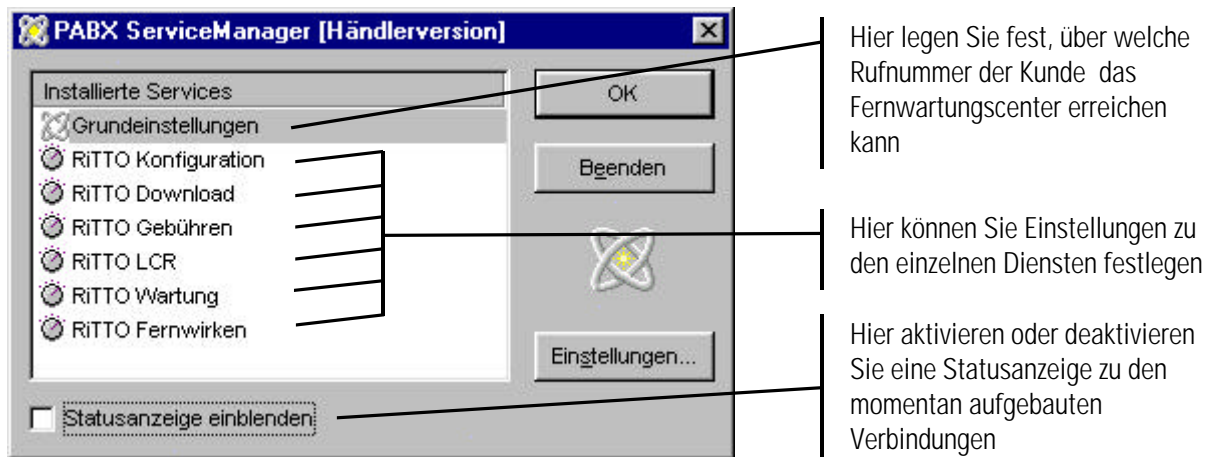 PABX ServiceManager [Händlerversion]
Installierte Services
Grundeinstellungen
RiTTO Konfiguration
RiTTO Download
RiTTO Gebühren
RiTTO LCR
RiTTO Wartung
RiTTO Fernwirken
OK
Beenden
Einstellungen...
Statusanzeige einblenden
Hier legen Sie fest, über welche
Rufnummer der Kunde das
Fernwartungscenter erreichen
kann
Hier können Sie Einstellungen zu
den einzelnen Diensten festlegen
Hier aktivieren oder deaktivieren
Sie eine Statusanzeige zu den
momentan aufgebauten
Verbindungen